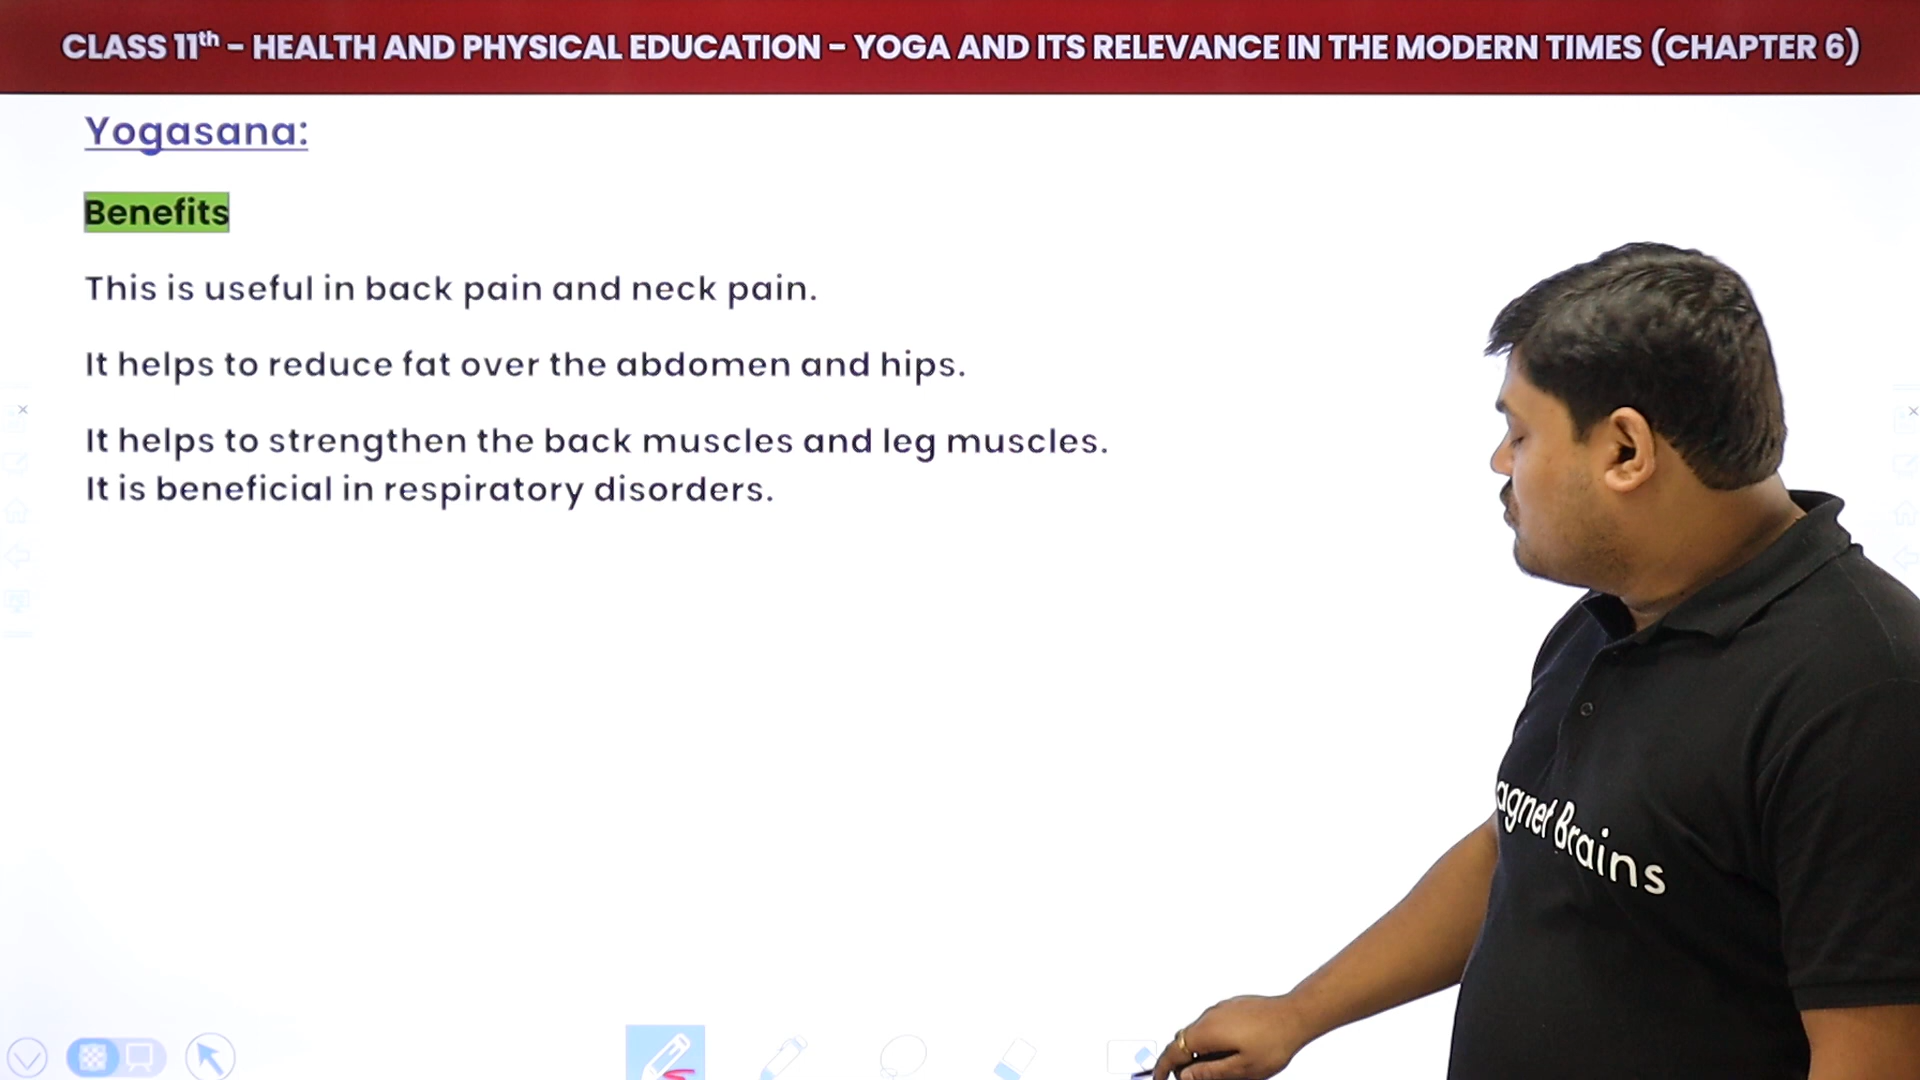 CLASS 11th – HEALTH AND PHYSICAL EDUCATION – YOGA AND ITS RELEVANCE IN THE MODERN TIMES (CHAPTER 6)
Yogasana:
Benefits
This is useful in back pain and neck pain.
It helps to reduce fat over the abdomen and hips.
It helps to strengthen the back muscles and leg muscles.
It is beneficial in respiratory disorders.
agnet Brains